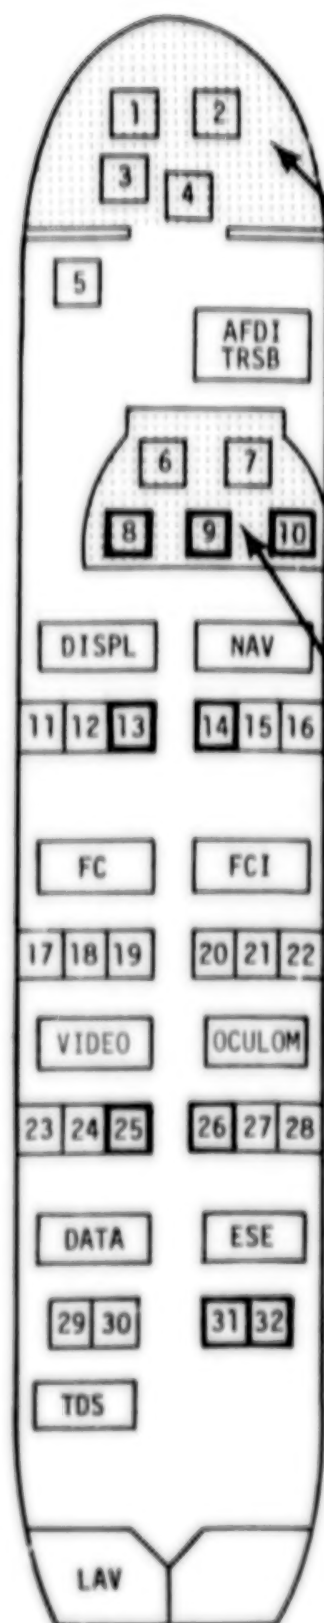 1 2
3 4
5
AFDI
TRSB
6 7
8 9 10
DISPL NAV
11 12 13 14 15 16
FC FCI
17 18 19 20 21 22
VIDEO OCULOM
23 24 25 26 27 28
DATA ESE
29 30 31 32
TDS
LAV